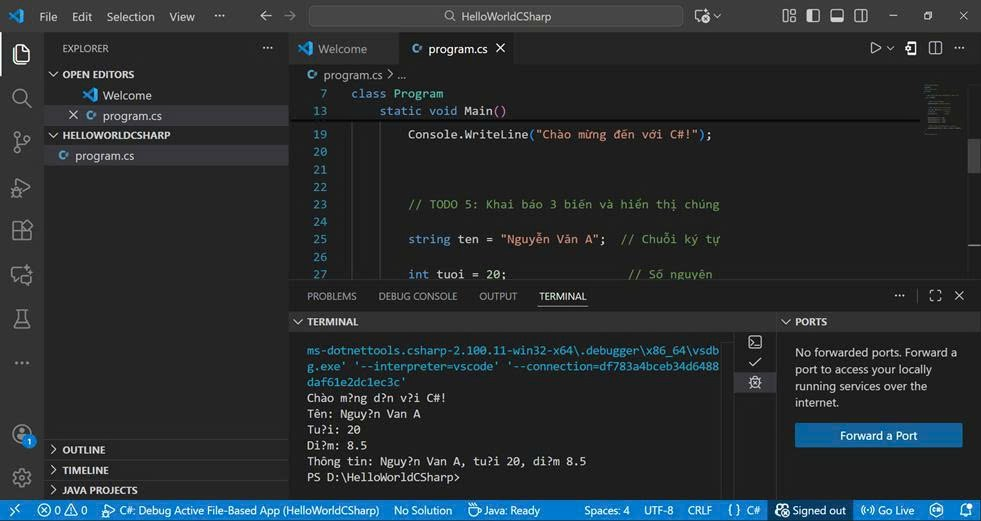 File Edit Selection View ··· HelloWorldCSharp
EXPLORER ···
OPEN EDITORS
Welcome
program.cs
HELLOWORLDCSHARP
program.cs
OUTLINE
TIMELINE
JAVA PROJECTS
1
Welcome program.cs
program.cs > ...
7 class Program
13 static void Main()
19 Console.WriteLine("Chào mừng đến với C#!");
20
21
22
23 // TODO 5: Khai báo 3 biến và hiển thị chúng
24
25 string ten = "Nguyễn Văn A"; // Chuỗi ký tự
26
27 int tuoi = 20; // Số nguyên
PROBLEMS DEBUG CONSOLE OUTPUT TERMINAL ···
TERMINAL
ms-dotnettools.csharp-2.100.11-win32-x64\.debugger\x86_64\vsdb
g.exe' '--interpreter=vscode' '--connection=df783a4bceb34d6488
daf61e2dc1ec3c'
Chào m?ng d?n v?i C#!
Tên: Nguy?n Van A
Tu?i: 20
Di?m: 8.5
Thông tin: Nguy?n Van A, tu?i 20, di?m 8.5
PS D:\HelloWorldCSharp>
PORTS
No forwarded ports. Forward a
port to access your locally
running services over the
internet.
Forward a Port
0 0 C#: Debug Active File-Based App (HelloWorldCSharp) No Solution Java: Ready Spaces: 4 UTF-8 CRLF {} C# Signed out Go Live